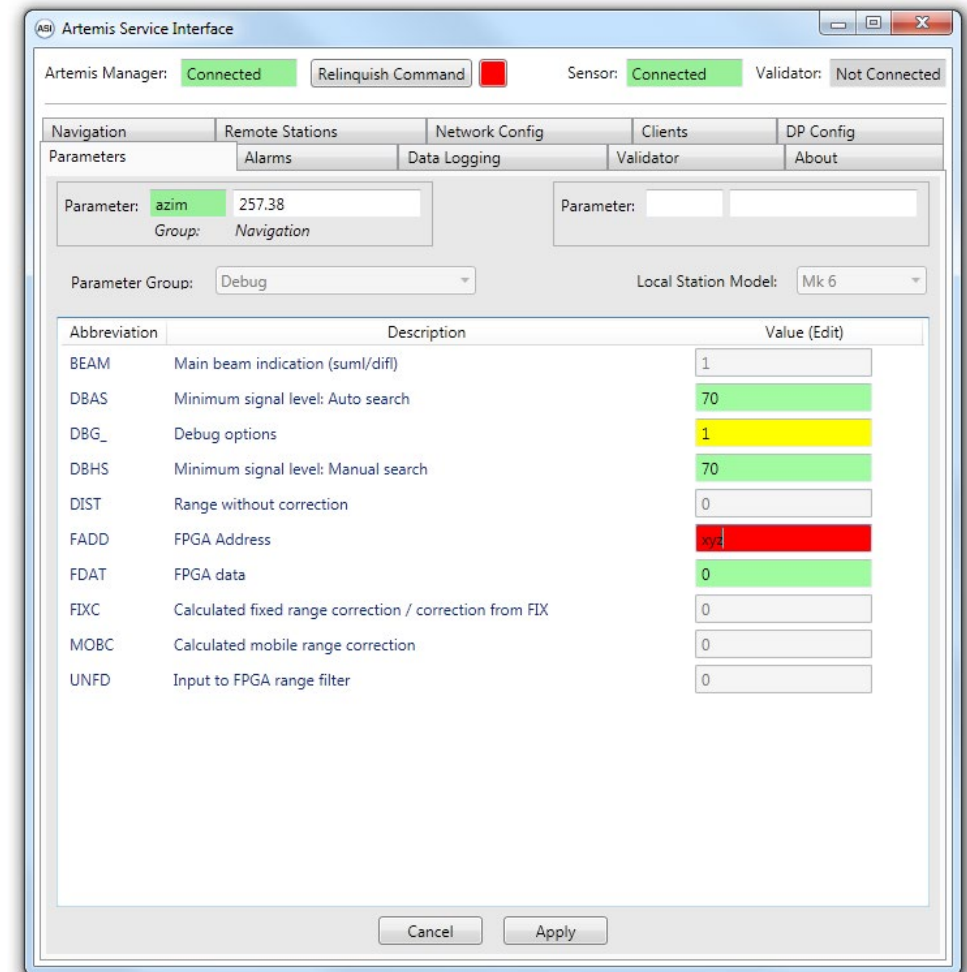 ASI Artemis Service Interface
Artemis Manager: Connected Relinquish Command Sensor: Connected Validator: Not Connected
Navigation Remote Stations Network Config Clients DP Config
Parameters Alarms Data Logging Validator About
Parameter: azim 257.38 Parameter:
Group: Navigation
Parameter Group: Debug Local Station Model: Mk 6
Abbreviation Description Value (Edit)
BEAM Main beam indication (suml/difl) 1
DBAS Minimum signal level: Auto search 70
DBG_ Debug options 1
DBHS Minimum signal level: Manual search 70
DIST Range without correction 0
FADD FPGA Address xyz
FDAT FPGA data 0
FIXC Calculated fixed range correction / correction from FIX 0
MOBC Calculated mobile range correction 0
UNFD Input to FPGA range filter 0
Cancel Apply